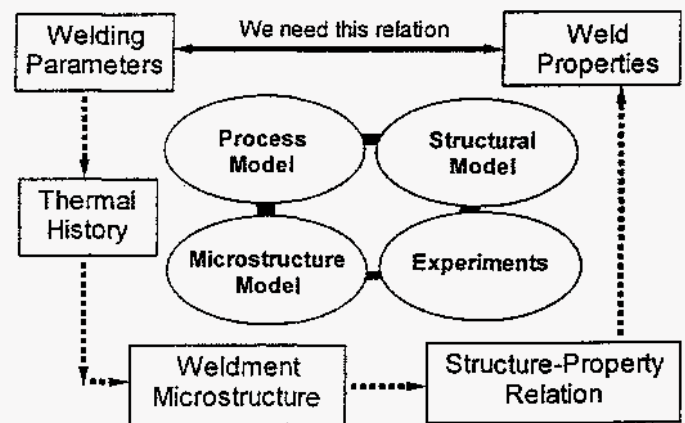 Welding
Parameters
We need this relation
Weld
Properties
Process
Model
Structural
Model
Thermal
History
Microstructure
Model
Experiments
Weldment
Microstructure
Structure-Property
Relation